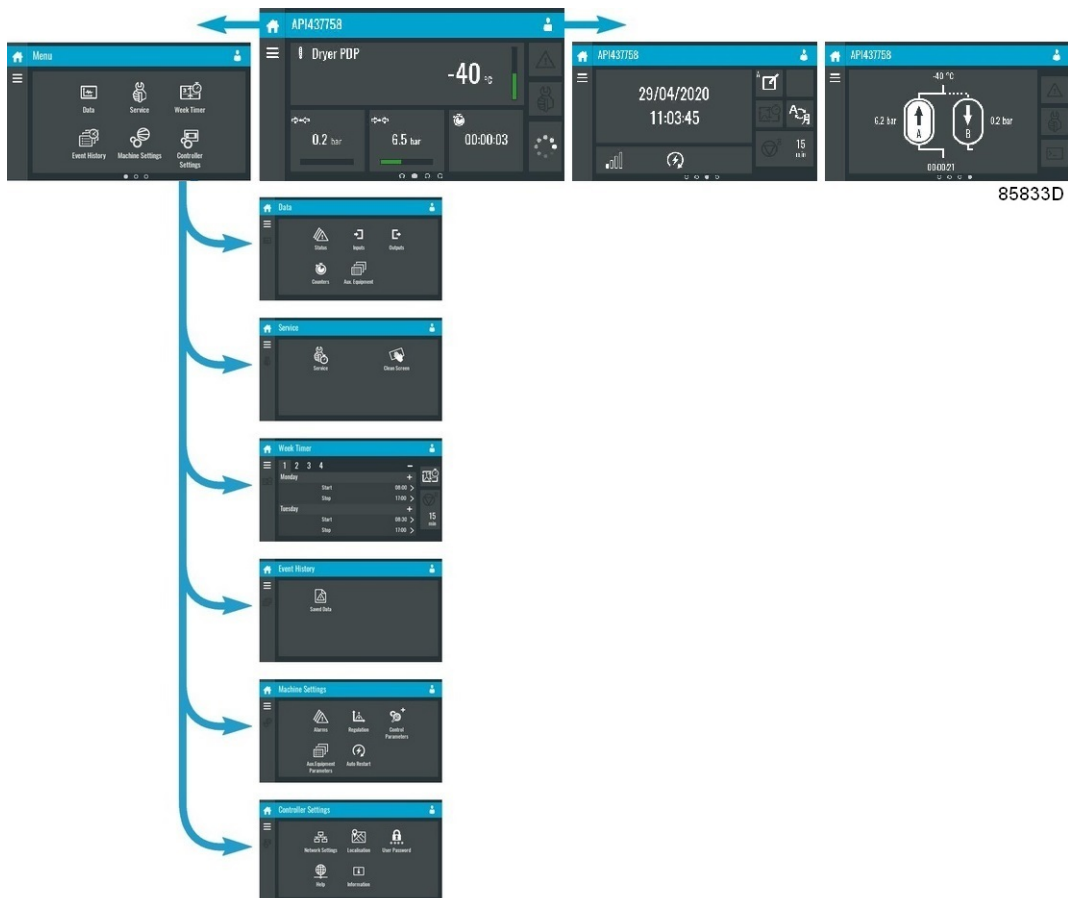 API437758
Dryer PDP
-40 °C
0.2 bar
6.5 bar
00:00:03
Menu
Data
Service
Week Timer
Event History
Machine Settings
Controller
Settings
API437758
29/04/2020
11:03:45
A
15
min
API437758
-40 °C
6.2 bar
A
B
0.2 bar
00:00:21
85833D
Data
Status
Inputs
Outputs
Counters
Aux. Equipment
Service
Service
Clean Screen
Week Timer
1 2 3 4 -
Monday +
Start 08:00 >
Stop 17:00 >
Tuesday +
Start 09:30 >
Stop 17:00 >
15
min
Event History
Saved Data
Machine Settings
Alarms
Regulation
Control
Parameters
Aux.Equipment
Parameters
Auto Restart
Controller Settings
Network Settings
Localisation
User Password
Help
Information